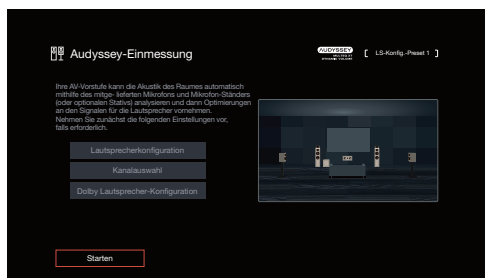 Audyssey-Einmessung
AUDYSSEY
MULTEQ XT
DYNAMIC VOLUME
[ LS-Konfig.-Preset 1 ]
Ihre AV-Vorstufe kann die Akustik des Raumes automatisch
mithilfe des mitge- lieferten Mikrofons und Mikrofon-Ständers
(oder optionalen Stativs) analysieren und dann Optimierungen
an den Signalen für die Lautsprecher vornehmen.
Nehmen Sie zunächst die folgenden Einstellungen vor,
falls erforderlich.
Lautsprecherkonfiguration
Kanalauswahl
Dolby Lautsprecher-Konfiguration
Starten